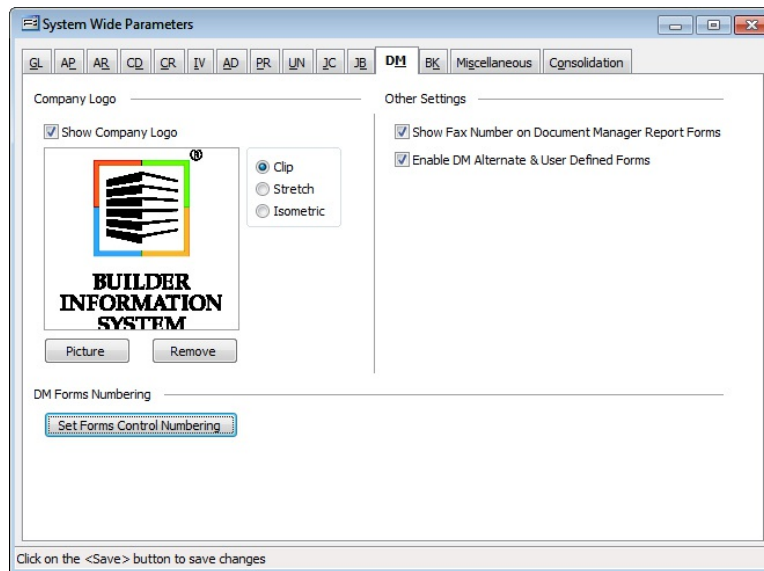 System Wide Parameters
GL AP AR CD CR IV AD PR UN JC JB DM BK Miscellaneous Consolidation
Company Logo
Show Company Logo
®
BUILDER
INFORMATION
SYSTEM
Clip
Stretch
Isometric
Picture Remove
Other Settings
Show Fax Number on Document Manager Report Forms
Enable DM Alternate & User Defined Forms
DM Forms Numbering
Set Forms Control Numbering
Click on the <Save> button to save changes